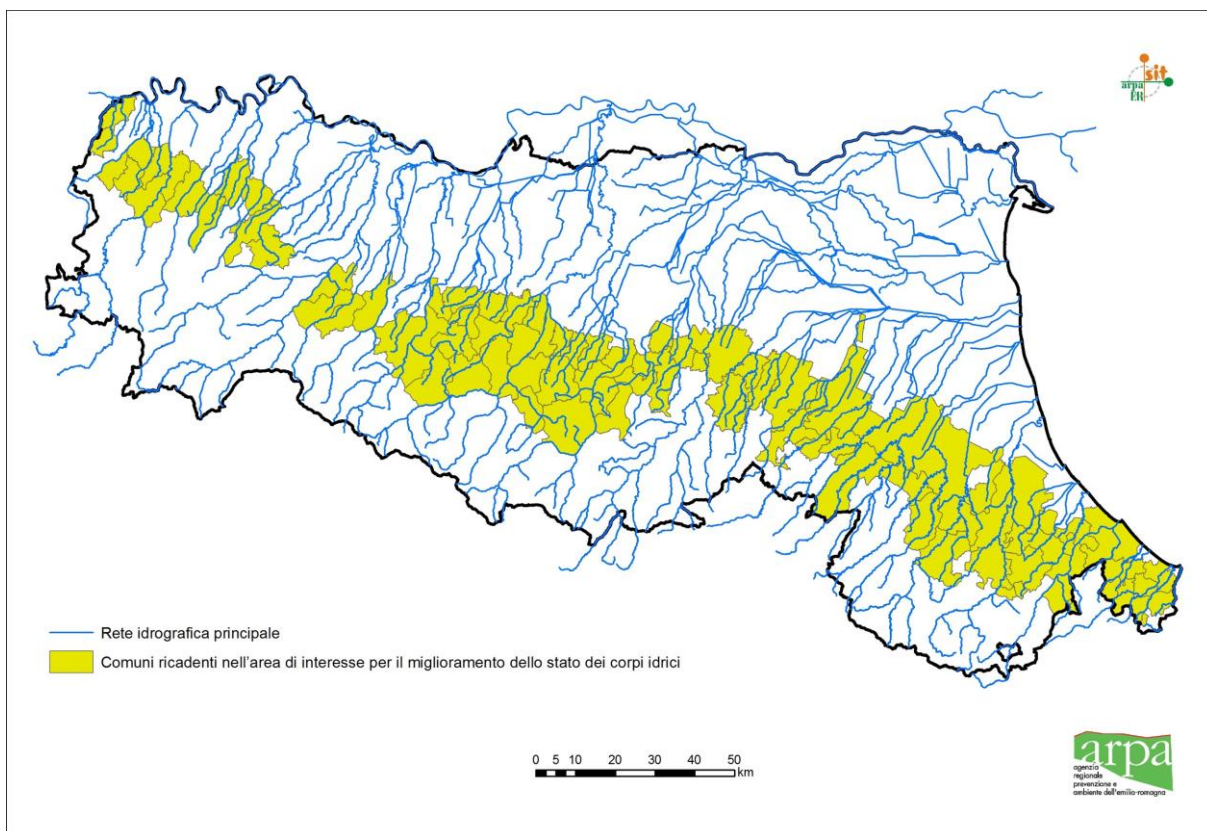 sit
arpa
ER
Rete idrografica principale
Comuni ricadenti nell'area di interesse per il miglioramento dello stato dei corpi idrici
0 5 10 20 30 40 50
km
arpa
agenzia
regionale
prevenzione e
ambiente dell'emilia-romagna